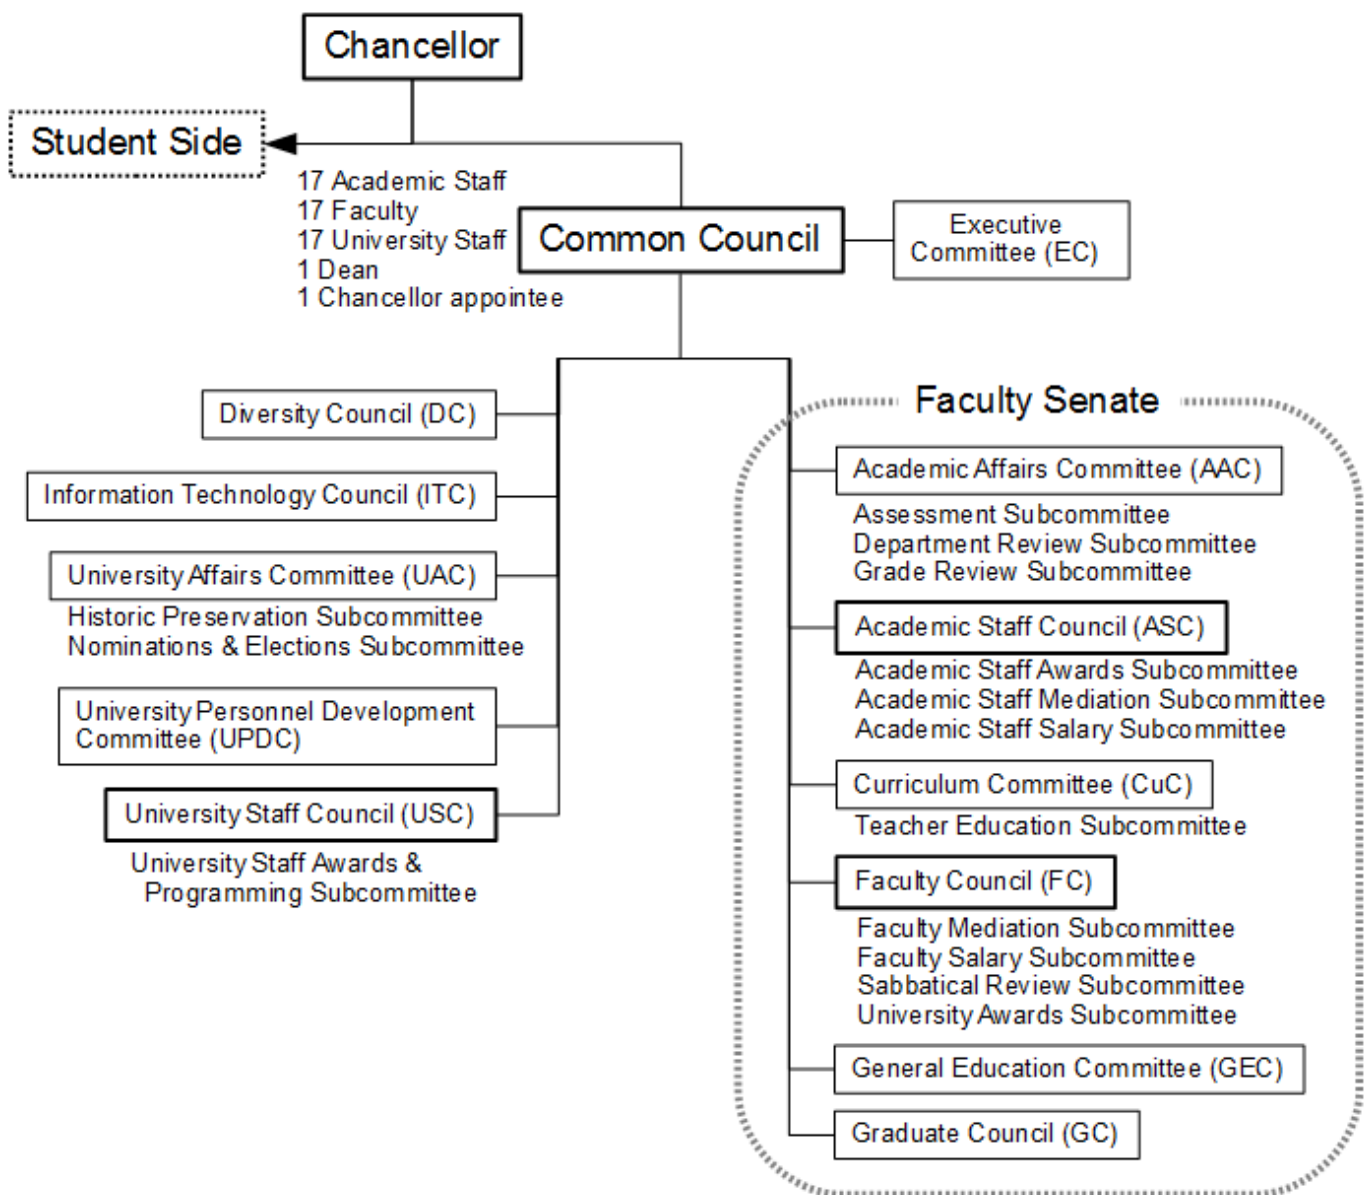 Chancellor
Student Side
17 Academic Staff
17 Faculty
17 University Staff
1 Dean
1 Chancellor appointee
Common Council
Executive
Committee (EC)
Diversity Council (DC)
Information Technology Council (ITC)
University Affairs Committee (UAC)
Historic Preservation Subcommittee
Nominations & Elections Subcommittee
University Personnel Development
Committee (UPDC)
University Staff Council (USC)
University Staff Awards &
Programming Subcommittee
Faculty Senate
Academic Affairs Committee (AAC)
Assessment Subcommittee
Department Review Subcommittee
Grade Review Subcommittee
Academic Staff Council (ASC)
Academic Staff Awards Subcommittee
Academic Staff Mediation Subcommittee
Academic Staff Salary Subcommittee
Curriculum Committee (CuC)
Teacher Education Subcommittee
Faculty Council (FC)
Faculty Mediation Subcommittee
Faculty Salary Subcommittee
Sabbatical Review Subcommittee
University Awards Subcommittee
General Education Committee (GEC)
Graduate Council (GC)